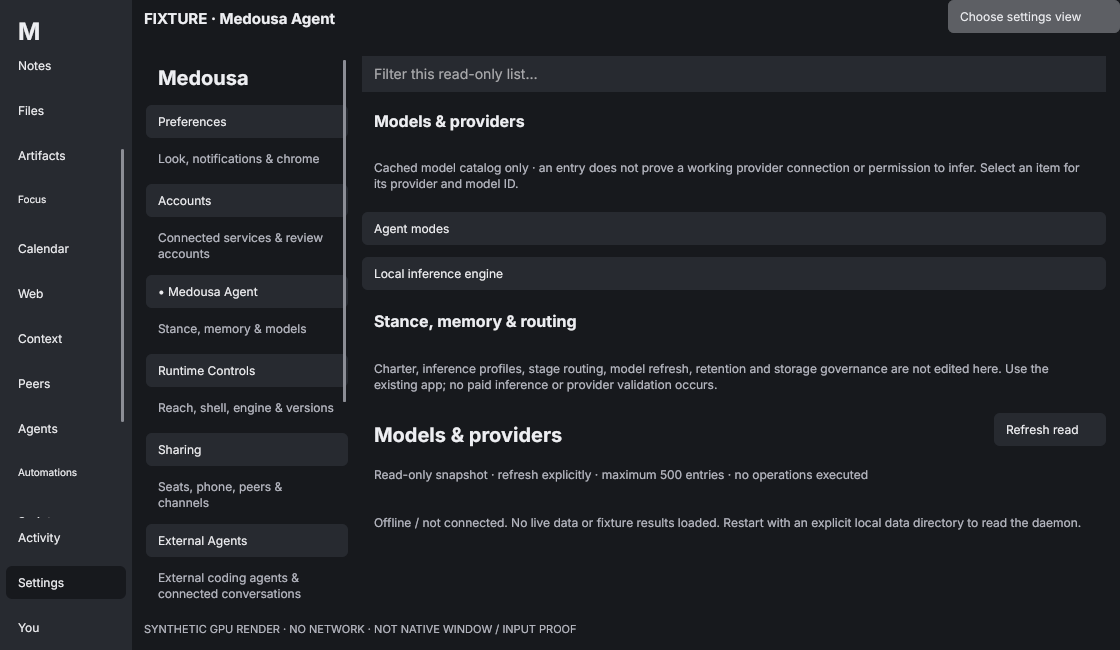 M
Notes
Files
Artifacts
Focus
Calendar
Web
Context
Peers
Agents
Automations
Activity
Settings
You
FIXTURE · Medousa Agent
Choose settings view
Medousa
Preferences
Look, notifications & chrome
Accounts
Connected services & review
accounts
• Medousa Agent
Stance, memory & models
Runtime Controls
Reach, shell, engine & versions
Sharing
Seats, phone, peers &
channels
External Agents
External coding agents &
connected conversations
Filter this read-only list...
Models & providers
Cached model catalog only · an entry does not prove a working provider connection or permission to infer. Select an item for
its provider and model ID.
Agent modes
Local inference engine
Stance, memory & routing
Charter, inference profiles, stage routing, model refresh, retention and storage governance are not edited here. Use the
existing app; no paid inference or provider validation occurs.
Models & providers
Refresh read
Read-only snapshot · refresh explicitly · maximum 500 entries · no operations executed
Offline / not connected. No live data or fixture results loaded. Restart with an explicit local data directory to read the daemon.
SYNTHETIC GPU RENDER · NO NETWORK · NOT NATIVE WINDOW / INPUT PROOF